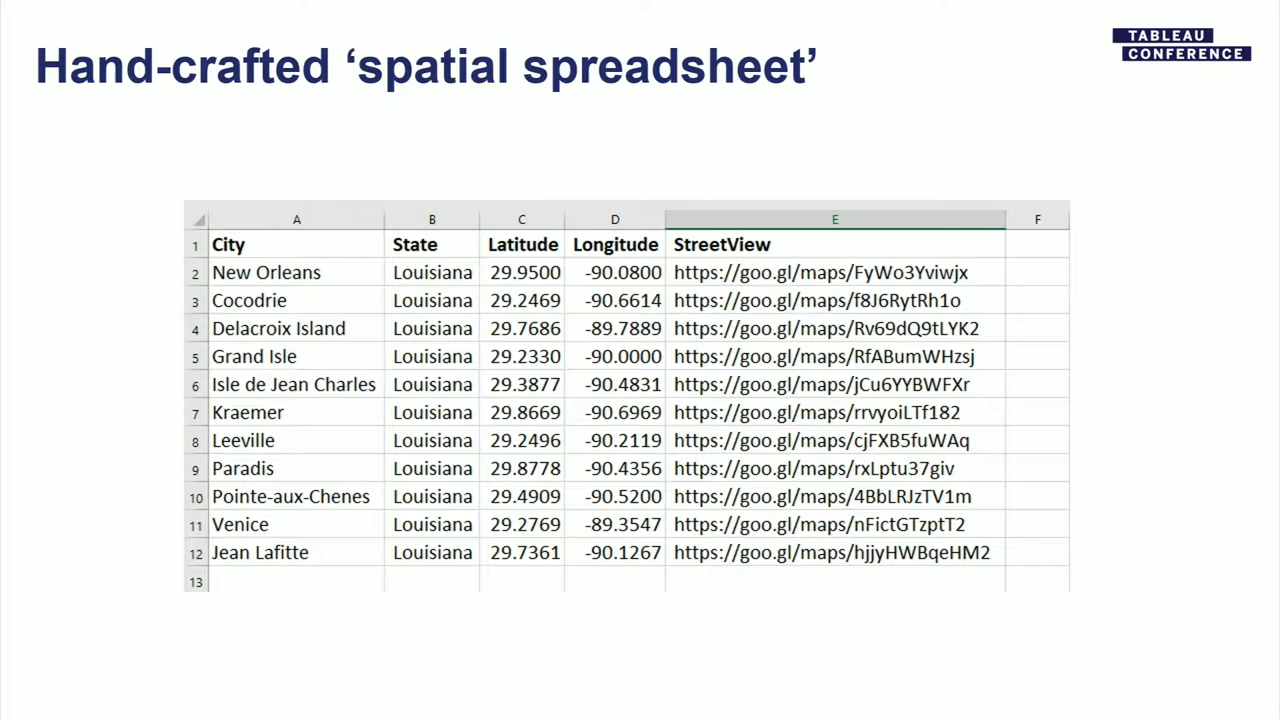 Hand-crafted ‘spatial spreadsheet’
TABLEAU
CONFERENCE
A B C D E F
1 City State Latitude Longitude StreetView
2 New Orleans Louisiana 29.9500 -90.0800 https://goo.gl/maps/FyWo3Yviwjx
3 Cocodrie Louisiana 29.2469 -90.6614 https://goo.gl/maps/f8J6RytRh1o
4 Delacroix Island Louisiana 29.7686 -89.7889 https://goo.gl/maps/Rv69dQ9tLYK2
5 Grand Isle Louisiana 29.2330 -90.0000 https://goo.gl/maps/RfABumWHzsj
6 Isle de Jean Charles Louisiana 29.3877 -90.4831 https://goo.gl/maps/jCu6YYBWFXr
7 Kraemer Louisiana 29.8669 -90.6969 https://goo.gl/maps/rrvyoiLTf182
8 Leeville Louisiana 29.2496 -90.2119 https://goo.gl/maps/cjFXB5fuWAq
9 Paradis Louisiana 29.8778 -90.4356 https://goo.gl/maps/rxLptu37giv
10 Pointe-aux-Chenes Louisiana 29.4909 -90.5200 https://goo.gl/maps/4BbLRJzTV1m
11 Venice Louisiana 29.2769 -89.3547 https://goo.gl/maps/nFictGTzptT2
12 Jean Lafitte Louisiana 29.7361 -90.1267 https://goo.gl/maps/hjjyHWBqeHM2
13